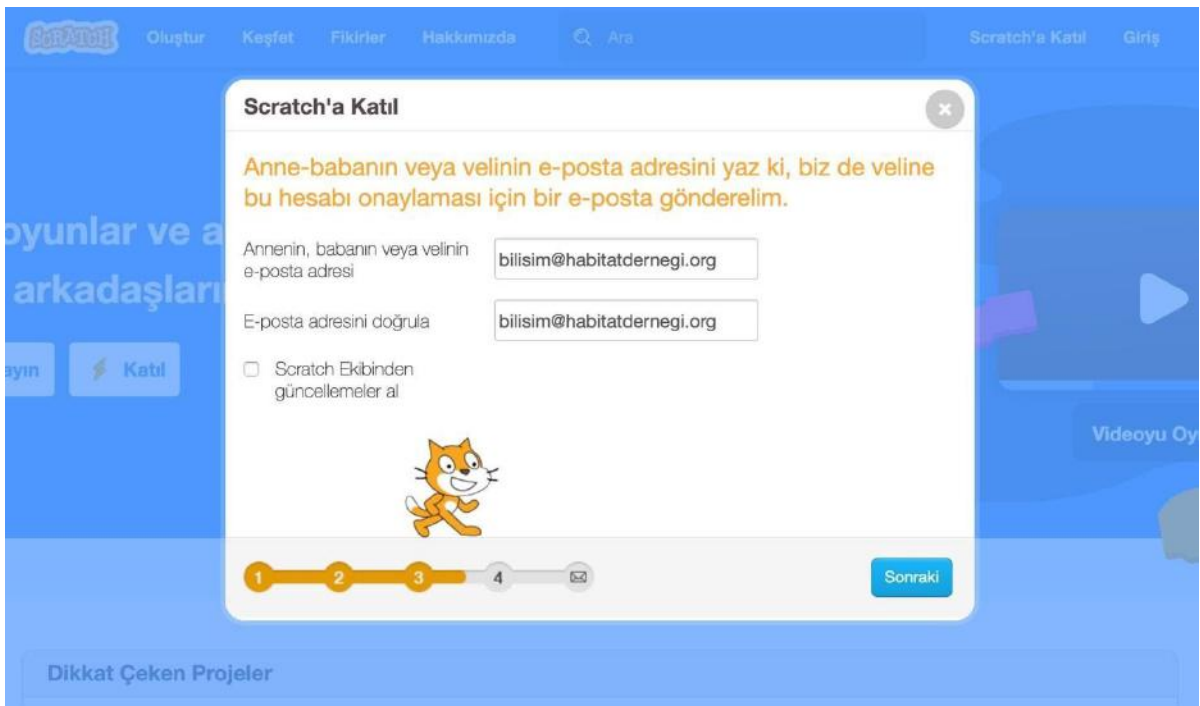 SCRATCH Oluştur Keşfet Fikirler Hakkımızda Ara Scratch'a Katıl Giriş
Scratch'a Katıl
Anne-babanın veya velinin e-posta adresini yaz ki, biz de veline
bu hesabı onaylaması için bir e-posta gönderelim.
Annenin, babanın veya velinin
e-posta adresi
bilisim@habitatdernegi.org
E-posta adresini doğrula
bilisim@habitatdernegi.org
Scratch Ekibinden
güncellemeler al
oyunlar ve a
arkadaşları
ayın
Katıl
Videoyu Oy
1 2 3 4
Sonraki
Dikkat Çeken Projeler